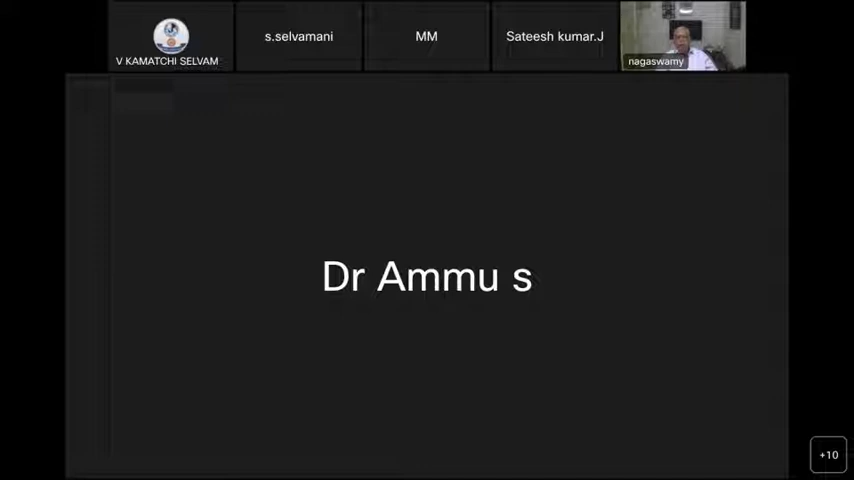 V KAMATCHI SELVAM
s.selvamani
MM
Sateesh kumar.J
nagaswamy
Dr Ammu s
+10